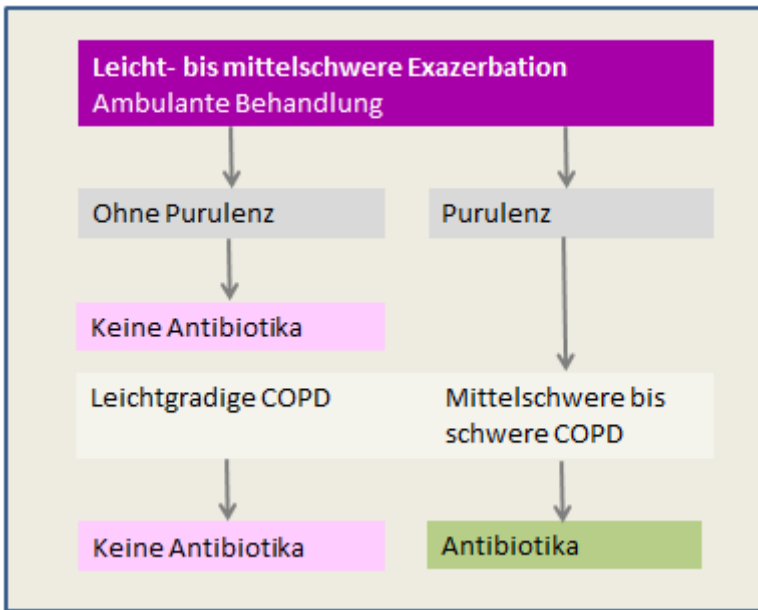 Leicht- bis mittelschwere Exazerbation
Ambulante Behandlung
Ohne Purulenz
Purulenz
Keine Antibiotika
Leichtgradige COPD
Mittelschwere bis
schwere COPD
Keine Antibiotika
Antibiotika